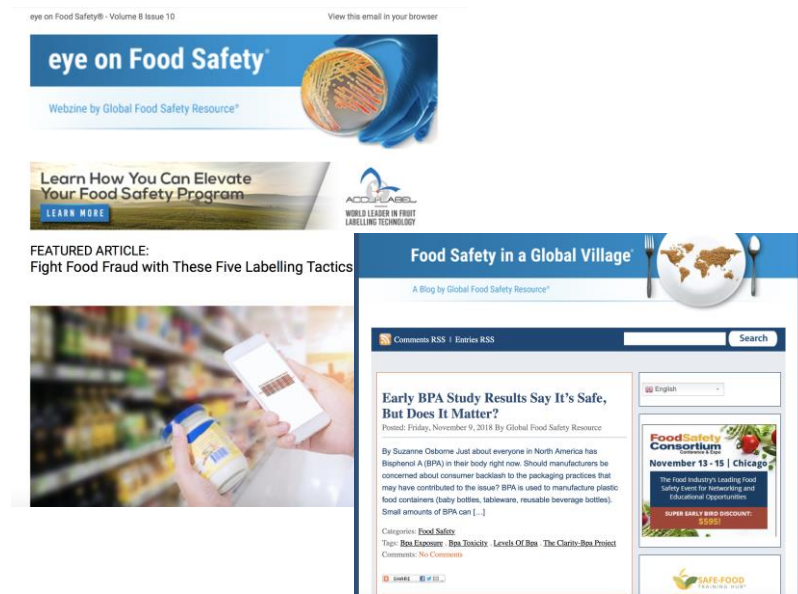 eye on Food Safety® - Volume 8 Issue 10
View this email in your browser
eye on Food Safety®
Webzine by Global Food Safety Resource®
Learn How You Can Elevate
Your Food Safety Program
LEARN MORE
ACCU-LABEL
WORLD LEADER IN FRUIT
LABELLING TECHNOLOGY
FEATURED ARTICLE:
Fight Food Fraud with These Five Labelling Tactics
Food Safety in a Global Village®
A Blog by Global Food Safety Resource®
Comments RSS | Entries RSS
Search
Early BPA Study Results Say It's Safe,
But Does It Matter?
Posted: Friday, November 9, 2018 By Global Food Safety Resource
By Suzanne Osborne Just about everyone in North America has
Bisphenol A (BPA) in their body right now. Should manufacturers be
concerned about consumer backlash to the packaging practices that
may have contributed to the issue? BPA is used to manufacture plastic
food containers (baby bottles, tableware, reusable beverage bottles).
Small amounts of BPA can [...]
Categories: Food Safety
Tags: Bpa Exposure , Bpa Toxicity , Levels Of Bpa , The Clarity-Bpa Project
Comments: No Comments
SHARE
English
FoodSafety
Consortium
Conference & Expo
November 13 - 15 | Chicago
The Food Industry's Leading Food
Safety Event for Networking and
Educational Opportunities
SUPER EARLY BIRD DISCOUNT:
$595!
SAFE-FOOD
TRAINING HUB